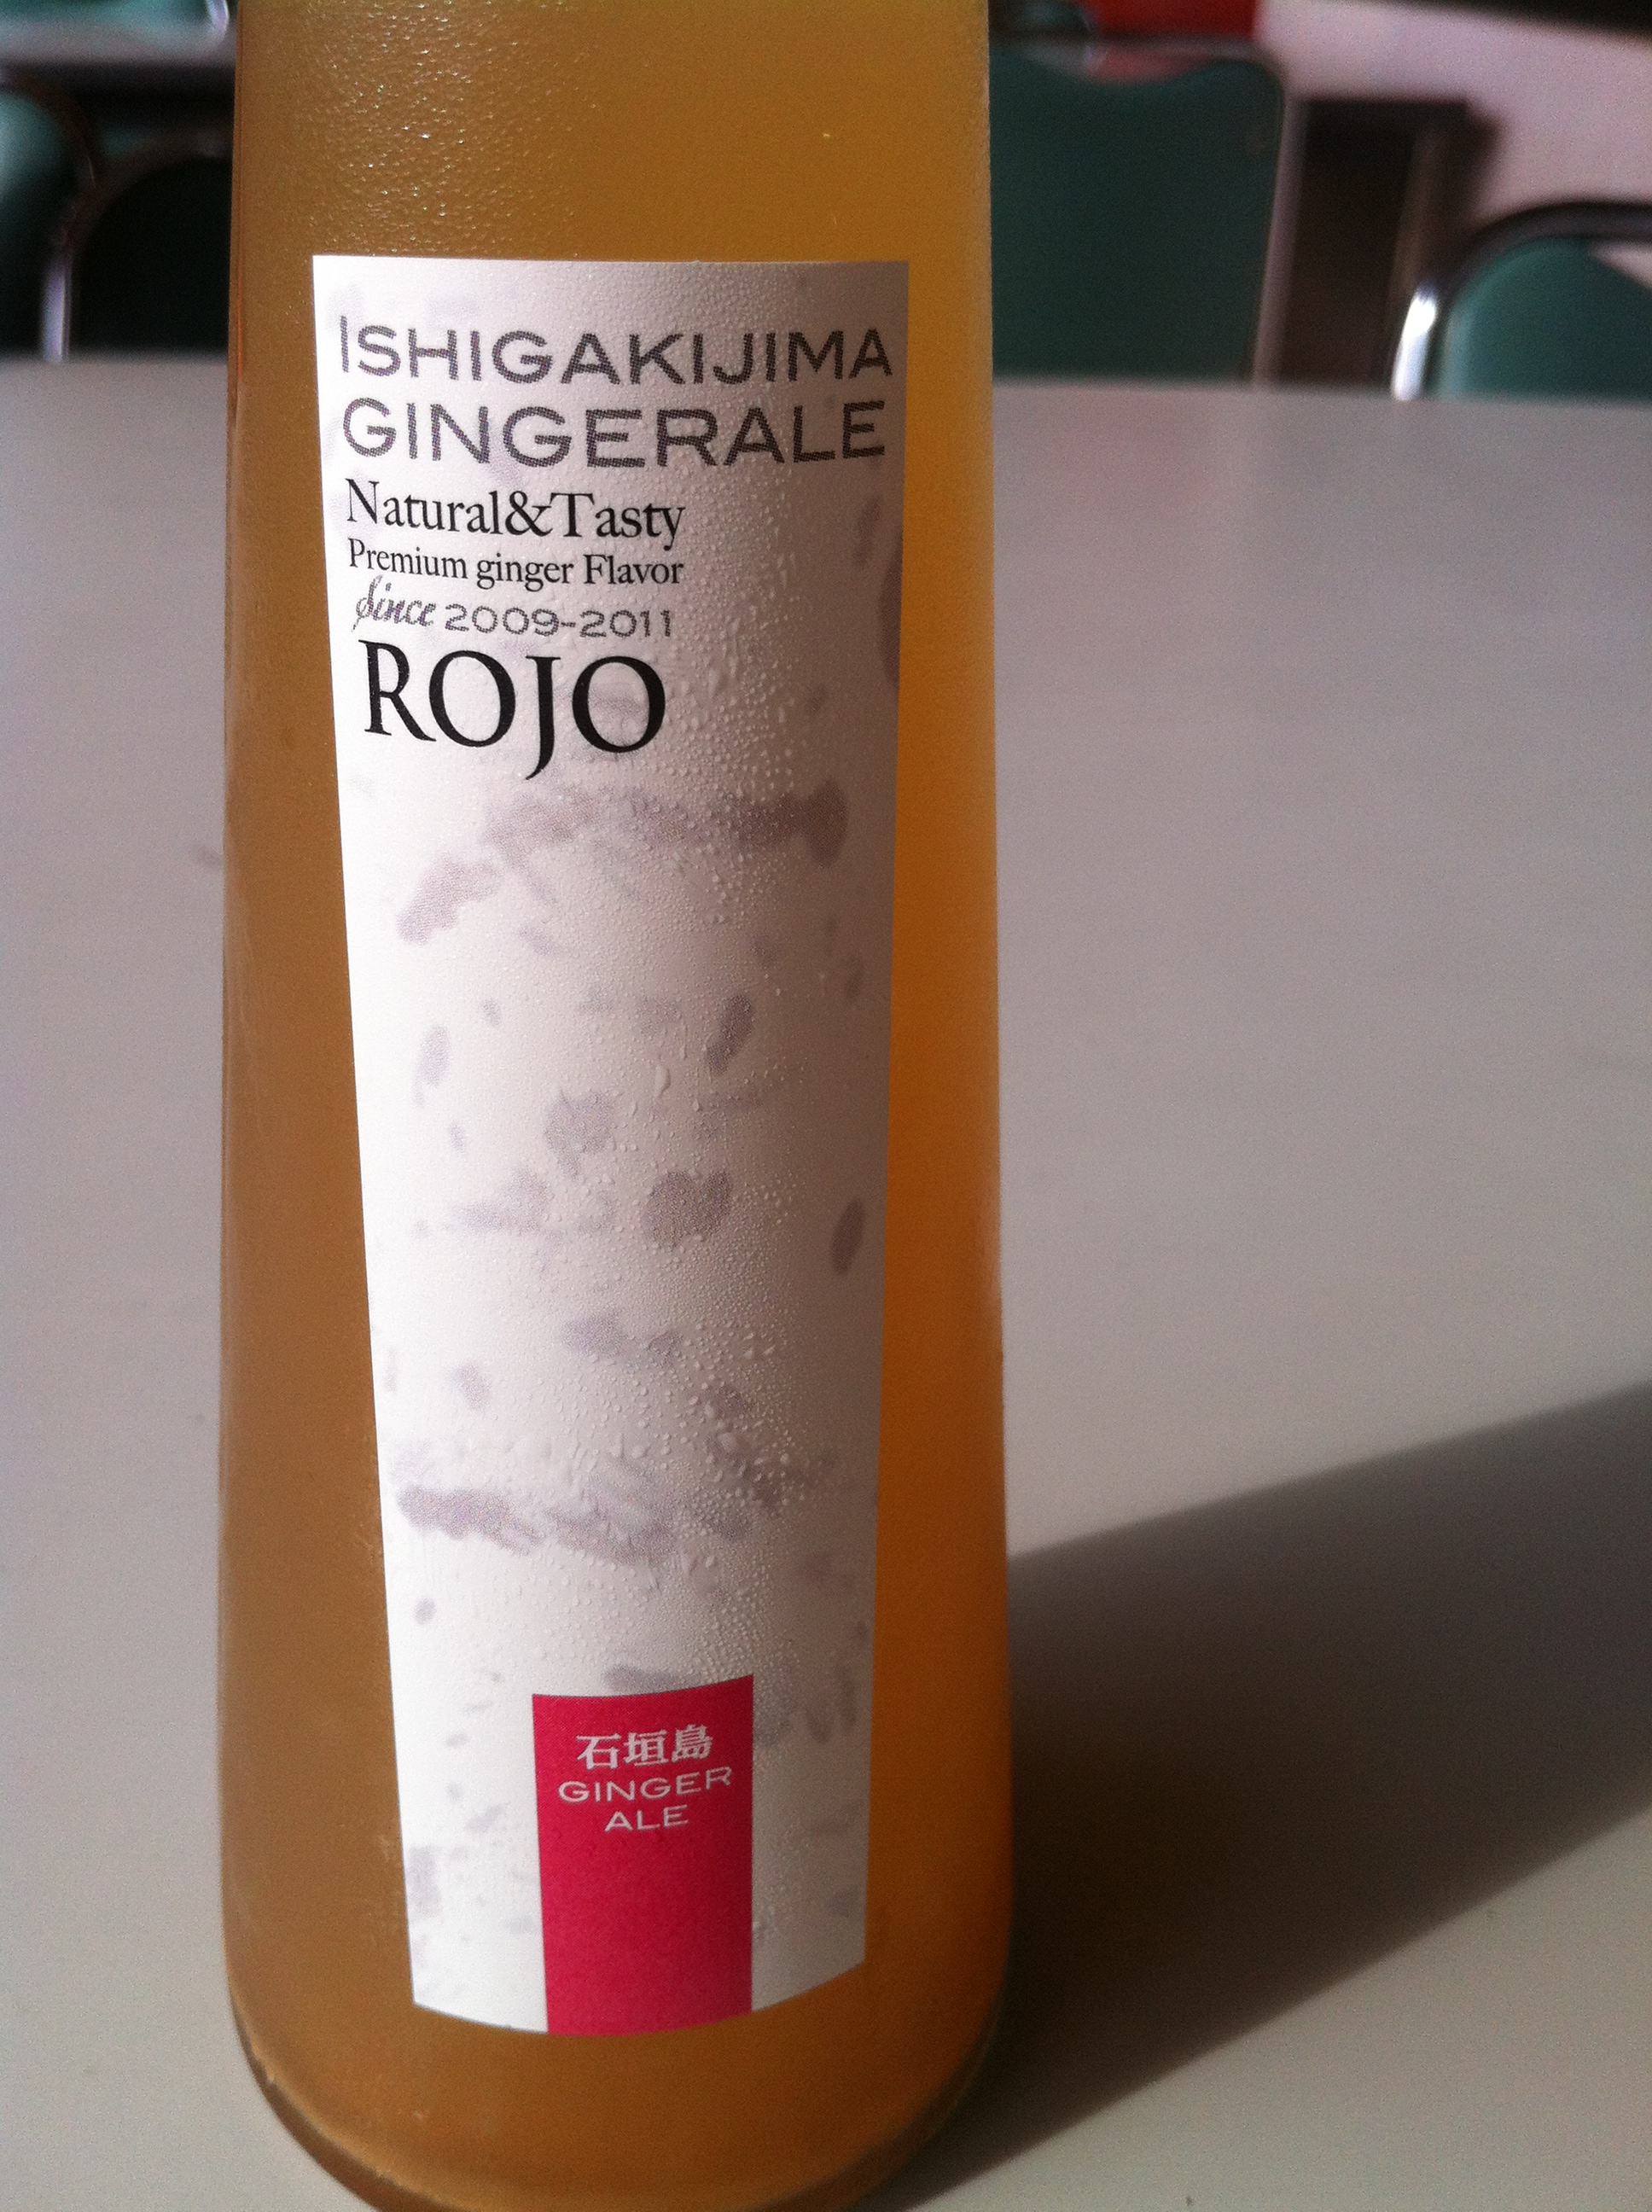 ISHIGAKIJIMA
GINGERALE
Natural&Tasty
Premium ginger Flavor
Since 2009-2011
ROJO
石垣島
GINGER
ALE